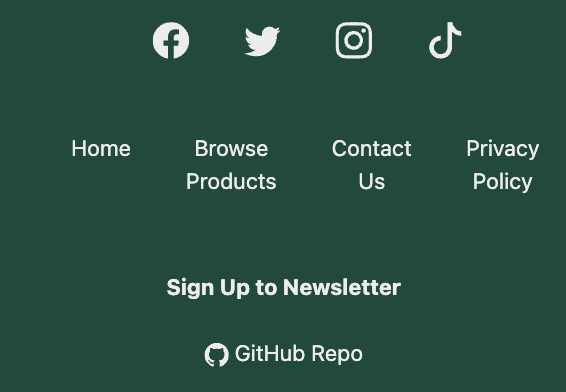 Home
Browse
Products
Contact
Us
Privacy
Policy
Sign Up to Newsletter
GitHub Repo